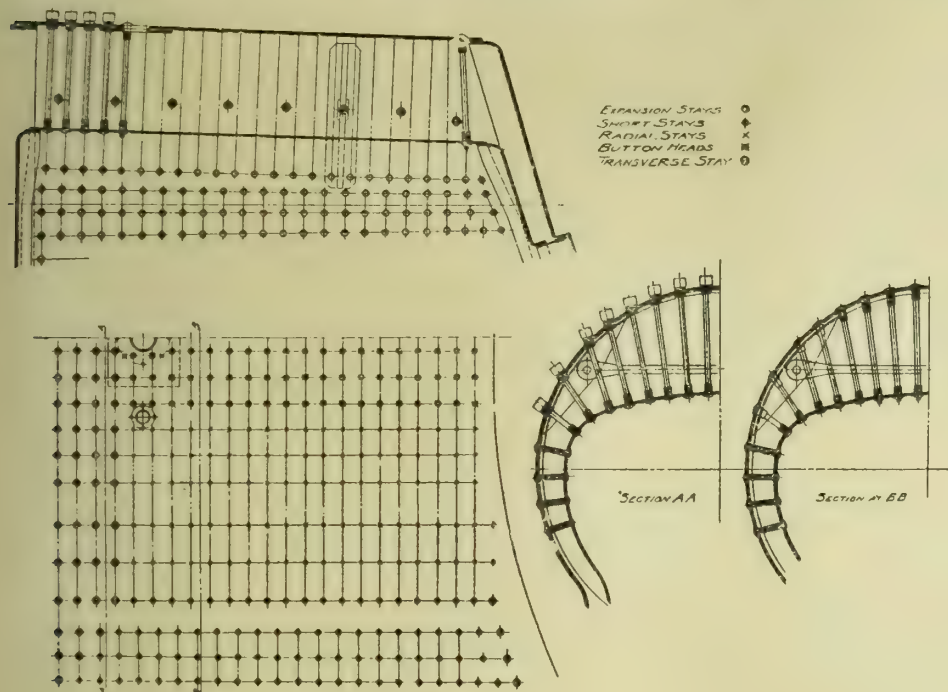 EXPANSION STAYS
SHORT STAYS
RADIAL STAYS
BUTTON HEADS
TRANSVERSE STAY
SECTION AA
SECTION AT BB